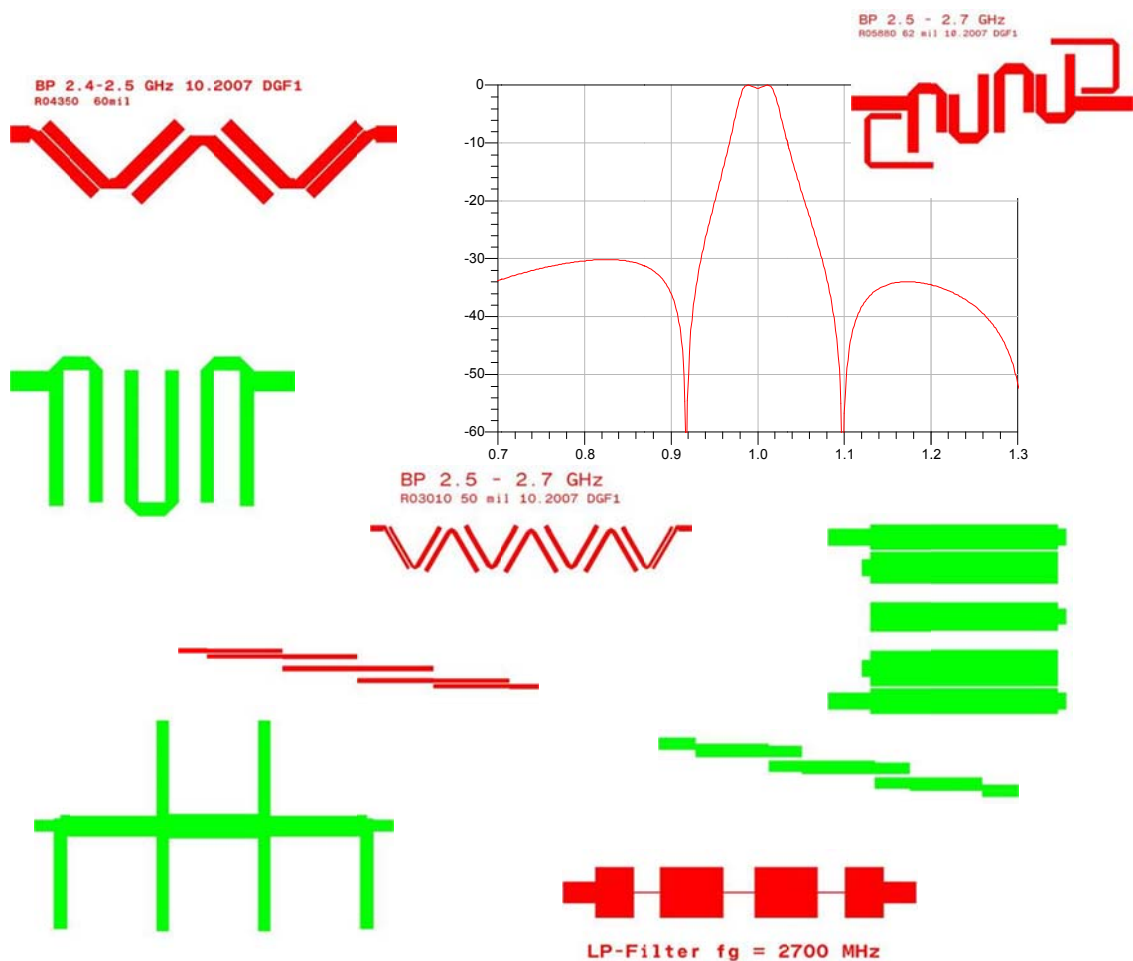 BP 2.5 - 2.7 GHz
RO5880 62 mil 10.2007 DGF1
BP 2.4-2.5 GHz 10.2007 DGF1
RO4350 60mil
0
-10
-20
-30
-40
-50
-60
0.7 0.8 0.9 1.0 1.1 1.2 1.3
BP 2.5 - 2.7 GHz
RO3010 50 mil 10.2007 DGF1
LP-Filter fg = 2700 MHz